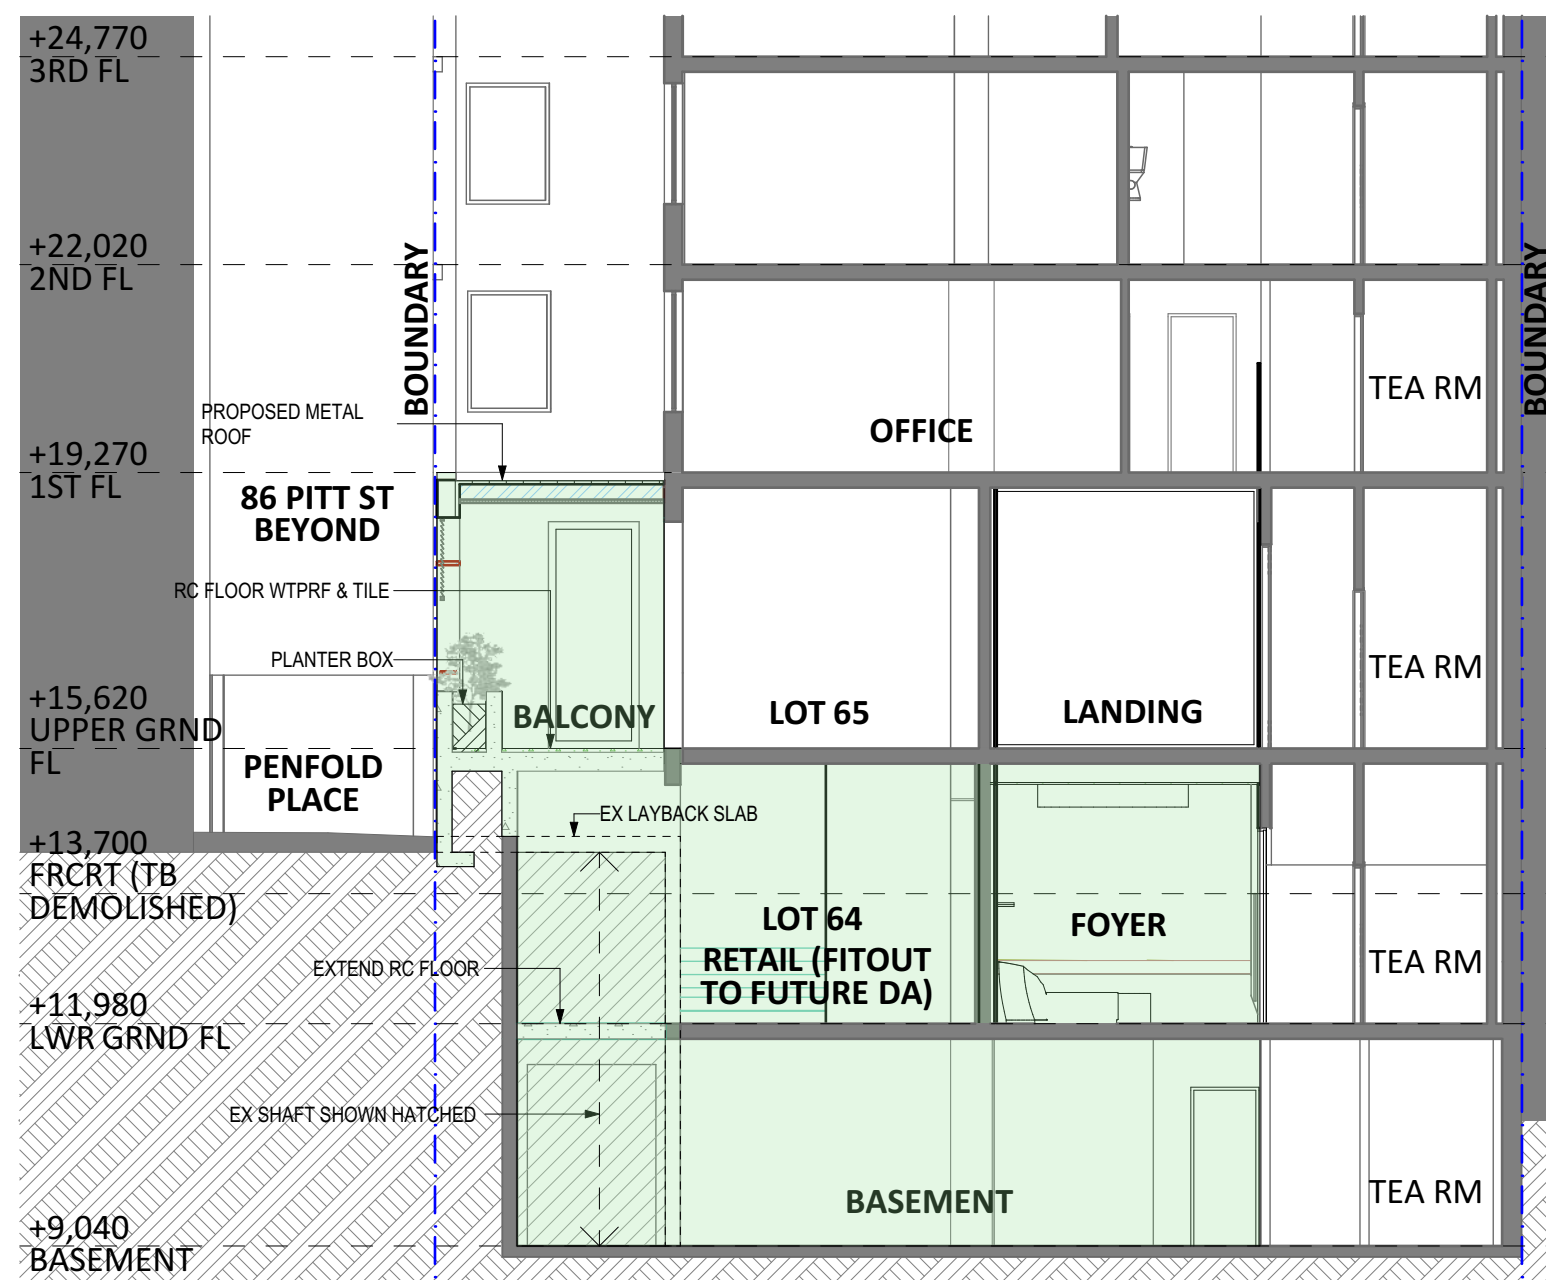 +24,770
3RD FL
+22,020
2ND FL
BOUNDARY
BOUNDARY
TEA RM
PROPOSED METAL
ROOF
OFFICE
+19,270
1ST FL
86 PITT ST
BEYOND
RC FLOOR WTPRF & TILE
PLANTER BOX
TEA RM
+15,620
UPPER GRND
FL
BALCONY
LOT 65
LANDING
PENFOLD
PLACE
EX LAYBACK SLAB
+13,700
FRCRT (TB
DEMOLISHED)
LOT 64
RETAIL (FITOUT
TO FUTURE DA)
FOYER
TEA RM
EXTEND RC FLOOR
+11,980
LWR GRND FL
EX SHAFT SHOWN HATCHED
BASEMENT
TEA RM
+9,040
BASEMENT